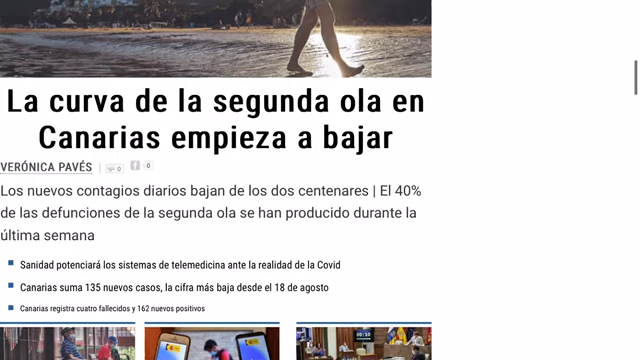 La curva de la segunda ola en
Canarias empieza a bajar
VERÓNICA PAVÉS | 0 0
Los nuevos contagios diarios bajan de los dos centenares | El 40%
de las defunciones de la segunda ola se han producido durante la
última semana
Sanidad potenciará los sistemas de telemedicina ante la realidad de la Covid
Canarias suma 135 nuevos casos, la cifra más baja desde el 18 de agosto
Canarias registra cuatro fallecidos y 162 nuevos positivos